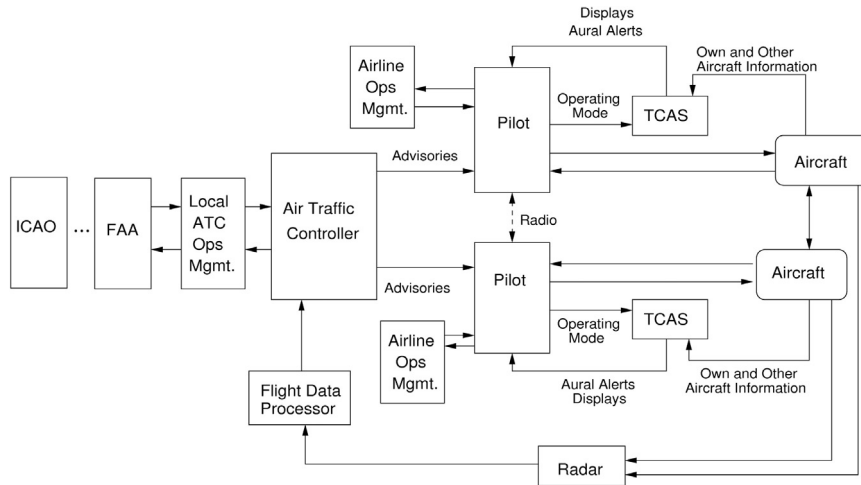 Displays
Aural Alerts
Own and Other
Aircraft Information
Airline
Ops
Mgmt.
Pilot
Operating
Mode
TCAS
Aircraft
Advisories
ICAO
...
FAA
Local
ATC
Ops
Mgmt.
Air Traffic
Controller
Radio
Advisories
Pilot
Aircraft
Operating
Mode
TCAS
Airline
Ops
Mgmt.
Aural Alerts
Displays
Own and Other
Aircraft Information
Flight Data
Processor
Radar